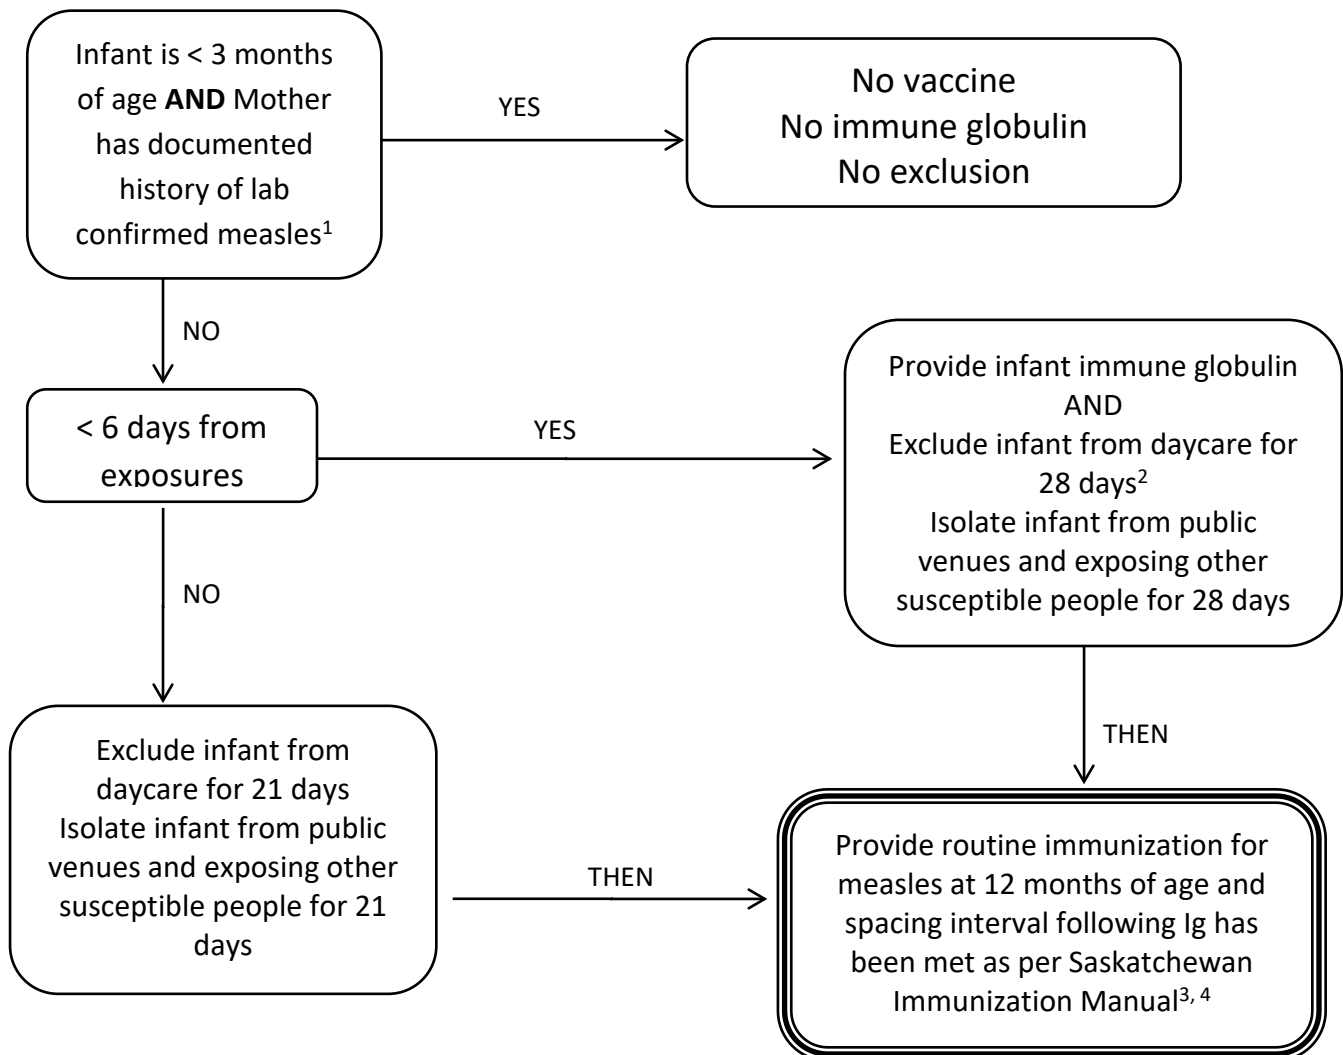 Infant is < 3 months
of age AND Mother
has documented
history of lab
confirmed measles1
YES
No vaccine
No immune globulin
No exclusion
NO
< 6 days from
exposures
YES
Provide infant immune globulin
AND
Exclude infant from daycare for
28 days2
Isolate infant from public
venues and exposing other
susceptible people for 28 days
NO
THEN
Exclude infant from
daycare for 21 days
Isolate infant from public
venues and exposing other
susceptible people for 21
days
THEN
Provide routine immunization for
measles at 12 months of age and
spacing interval following Ig has
been met as per Saskatchewan
Immunization Manual3, 4